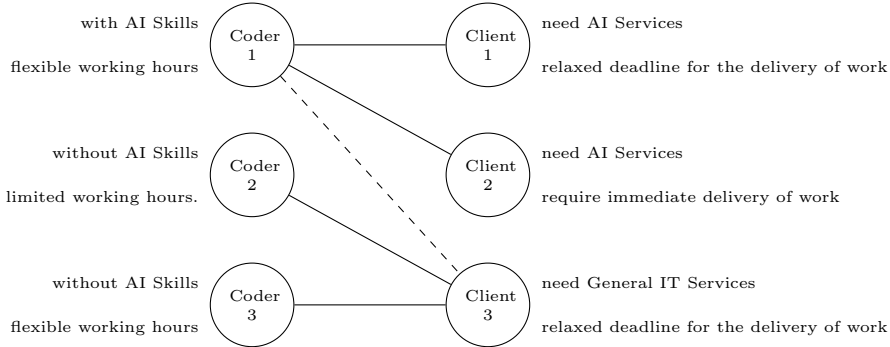 with AI Skills
flexible working hours
Coder
1
Client
1
need AI Services
relaxed deadline for the delivery of work
without AI Skills
limited working hours.
Coder
2
Client
2
need AI Services
require immediate delivery of work
without AI Skills
flexible working hours
Coder
3
Client
3
need General IT Services
relaxed deadline for the delivery of work